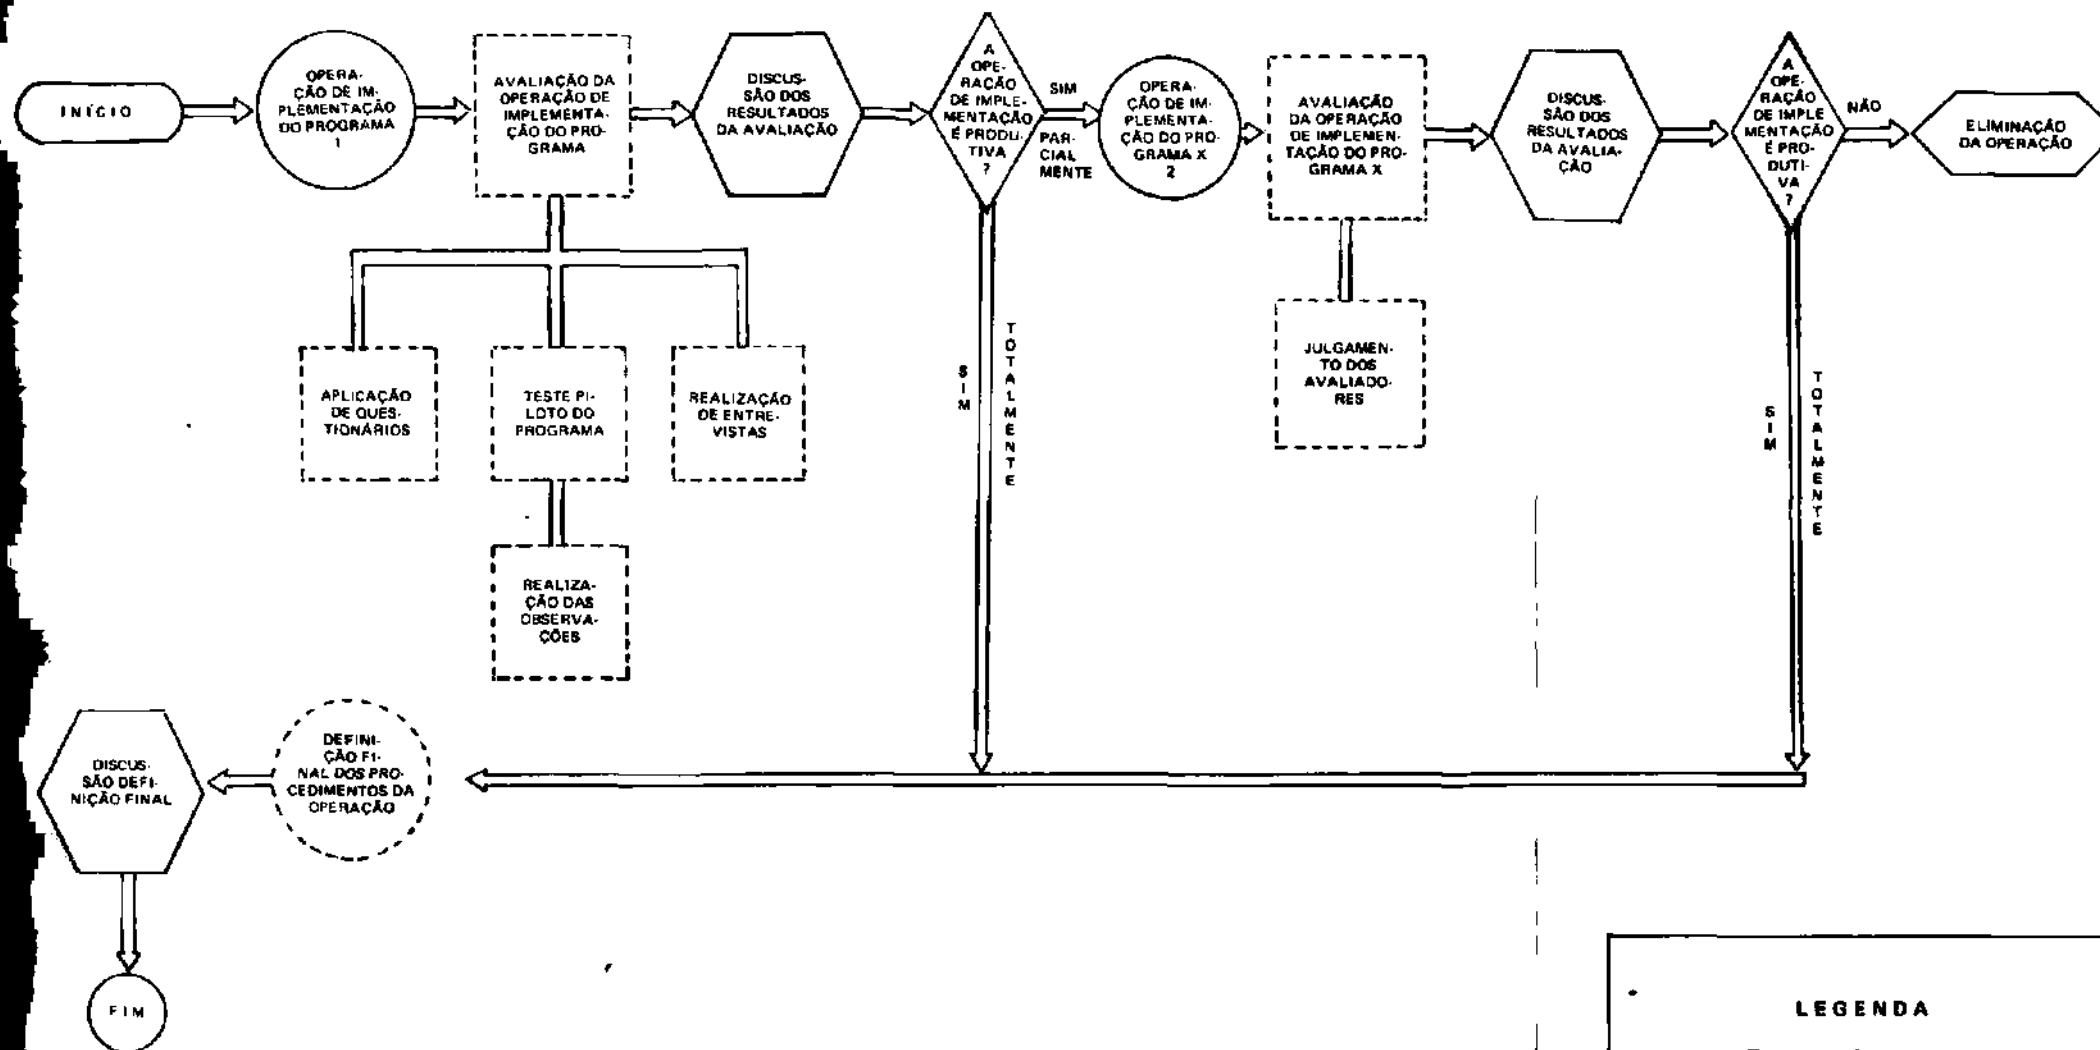 INÍCIO
OPERA-
ÇÃO DE IM-
PLEMENTAÇÃO
DO PROGRAMA
1
AVALIAÇÃO DA
OPERAÇÃO DE
IMPLEMENTA-
ÇÃO DO PRO-
GRAMA
DISCUS-
SÃO DOS
RESULTADOS
DA AVALIAÇÃO
A
OPE-
RAÇÃO
DE IMPLE-
MENTAÇÃO
É PRODU-
TIVA
?
SIM
PAR-
CIAL
MENTE
OPERA-
ÇÃO DE IM-
PLEMENTA-
ÇÃO DO PRO-
GRAMA X
2
AVALIAÇÃO
DA OPERAÇÃO
DE IMPLEMEN-
TAÇÃO DO PRO-
GRAMA X
DISCUS-
SÃO DOS
RESULTADOS
DA AVALIA-
ÇÃO
A
OPE-
RAÇÃO
DE IMPLE
MENTAÇÃO
É PRO-
DUTI-
VA
?
NÃO
ELIMINAÇÃO
DA OPERAÇÃO
APLICAÇÃO
DE QUES-
TIONÁRIOS
TESTE PI-
LOTO DO
PROGRAMA
REALIZAÇÃO
DE ENTRE-
VISTAS
SIM
TOTALMENTE
JULGAMEN-
TO DOS
AVALIADO-
RES
SIM
TOTALMENTE
REALIZA-
ÇÃO DAS
OBSERVA-
ÇÕES
DISCUS-
SÃO DEFI-
NIÇÃO FINAL
DEFINI-
ÇÃO FI-
NAL DOS PRO-
CEDIMENTOS DA
OPERAÇÃO
FIM
LEGENDA